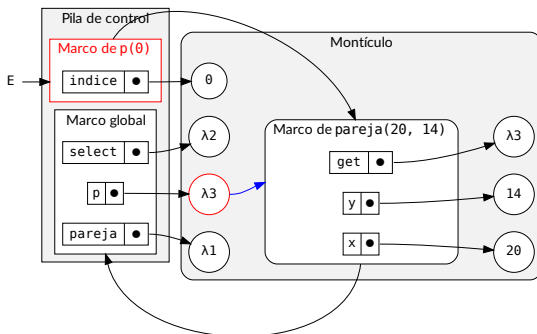 Pila de control
Marco de p(0)
E
indice
Marco global
select
p
pareja
Montículo
0
λ2
λ3
λ1
Marco de pareja(20, 14)
get
y
x
λ3
14
20